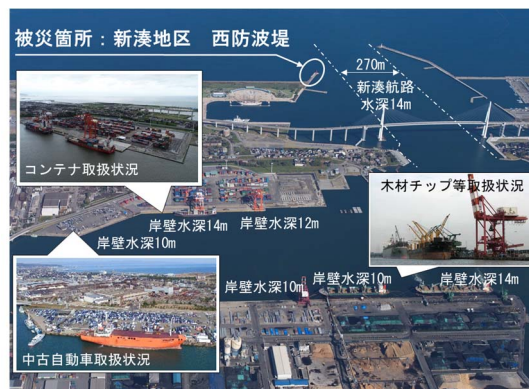 被災箇所：新湊地区　西防波堤
270m
新湊航路
水深14m
コンテナ取扱状況
木材チップ等取扱状況
岸壁水深14m
岸壁水深12m
岸壁水深10m
岸壁水深10m
岸壁水深10m
岸壁水深14m
中古自動車取扱状況